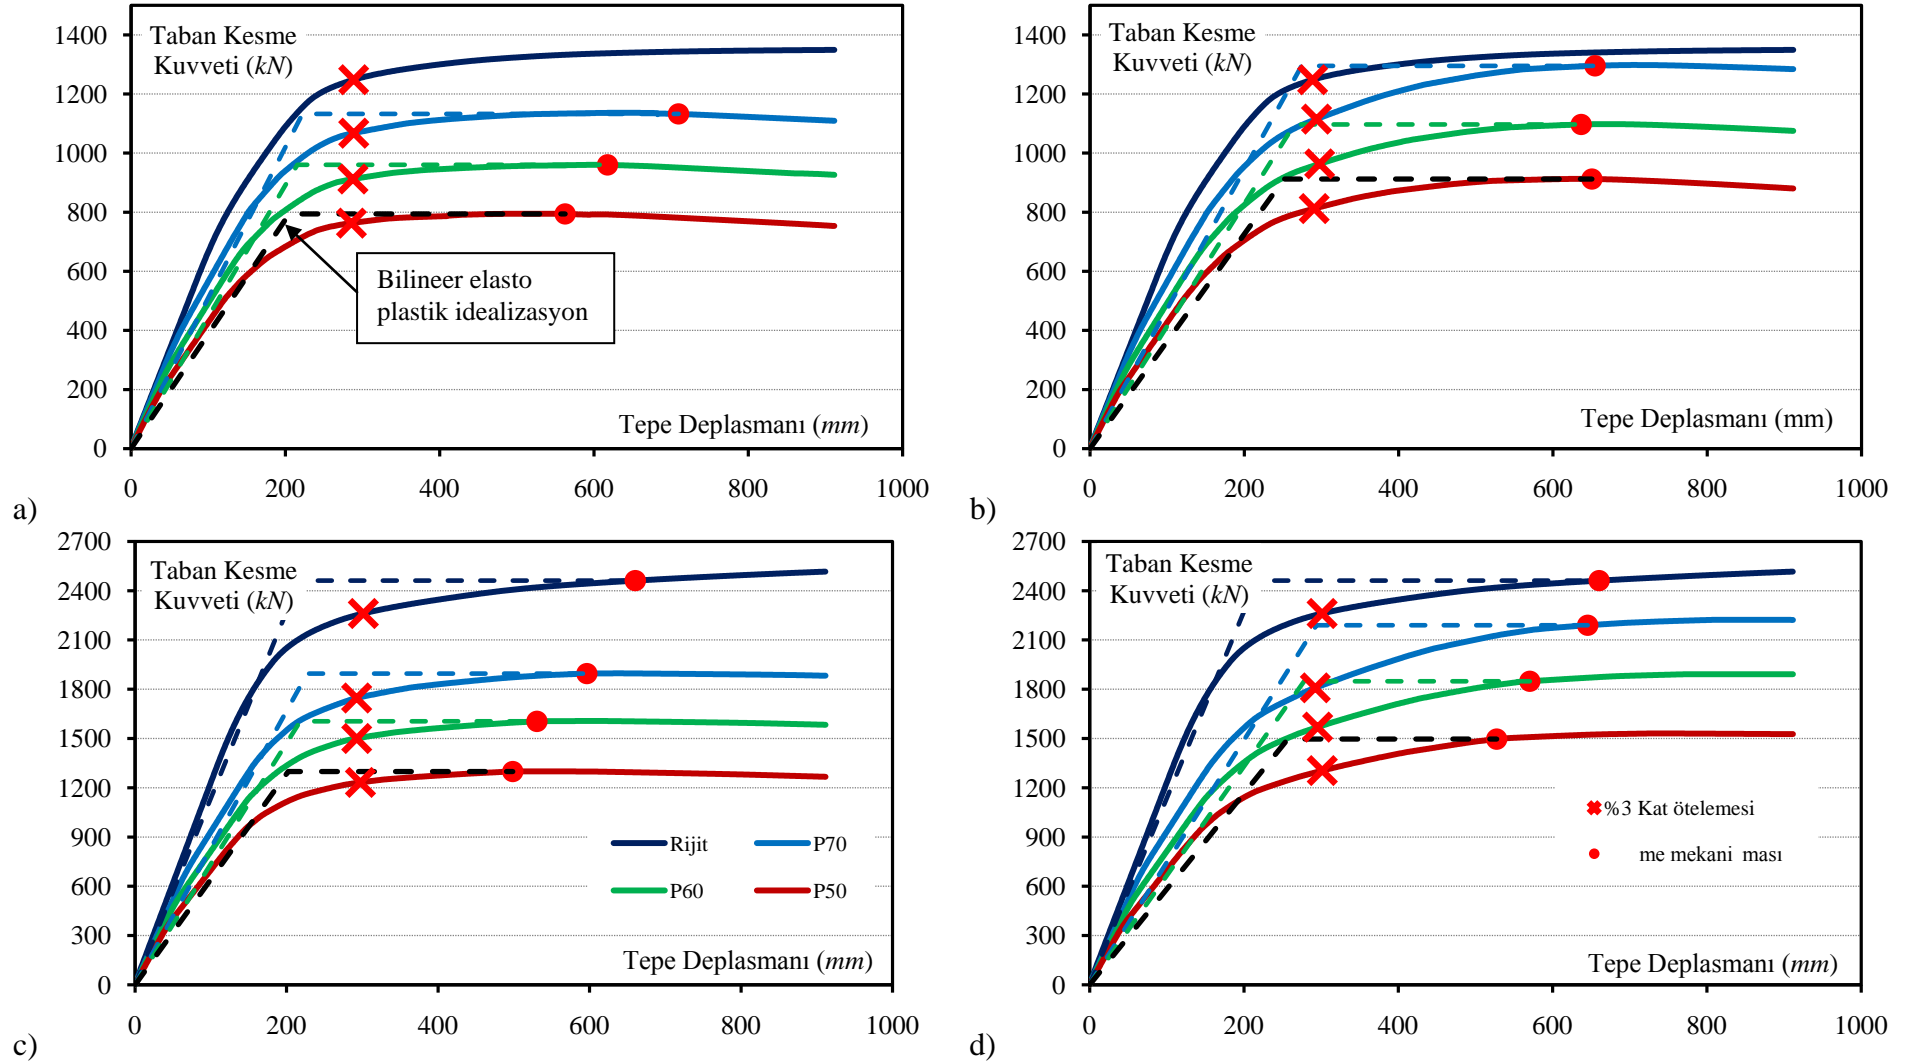 Taban Kesme
Kuvveti (kN)
1400
1200
1000
800
600
400
200
0
Bilineer elasto
plastik idealizasyon
Tepe Deplasmanı (mm)
0 200 400 600 800 1000
a)
Taban Kesme
Kuvveti (kN)
1400
1200
1000
800
600
400
200
0
Tepe Deplasmanı (mm)
0 200 400 600 800 1000
b)
Taban Kesme
Kuvveti (kN)
2700
2400
2100
1800
1500
1200
900
600
300
0
Rijit P70
P60 P50
Tepe Deplasmanı (mm)
0 200 400 600 800 1000
c)
Taban Kesme
Kuvveti (kN)
2700
2400
2100
1800
1500
1200
900
600
300
0
%3 Kat ötelemesi
me mekani ması
Tepe Deplasmanı (mm)
0 200 400 600 800 1000
d)